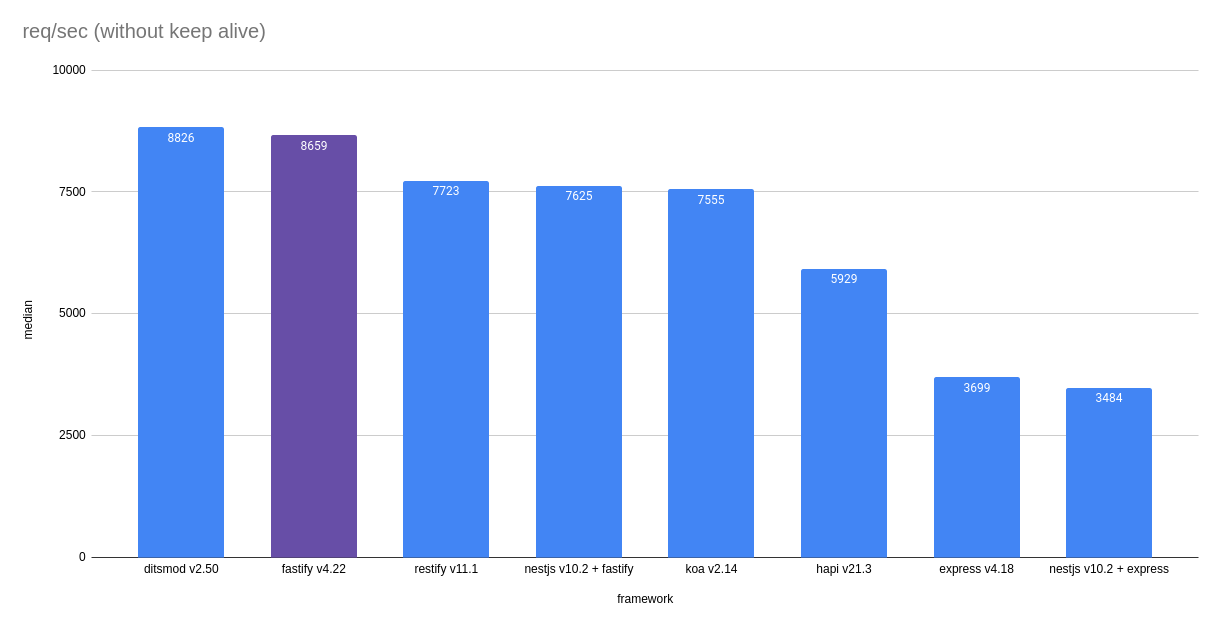 req/sec (without keep alive)
10000
7500
5000
2500
0
median
8826
8659
7723
7625
7555
5929
3699
3484
ditsmod v2.50
fastify v4.22
restify v11.1
nestjs v10.2 + fastify
koa v2.14
hapi v21.3
express v4.18
nestjs v10.2 + express
framework